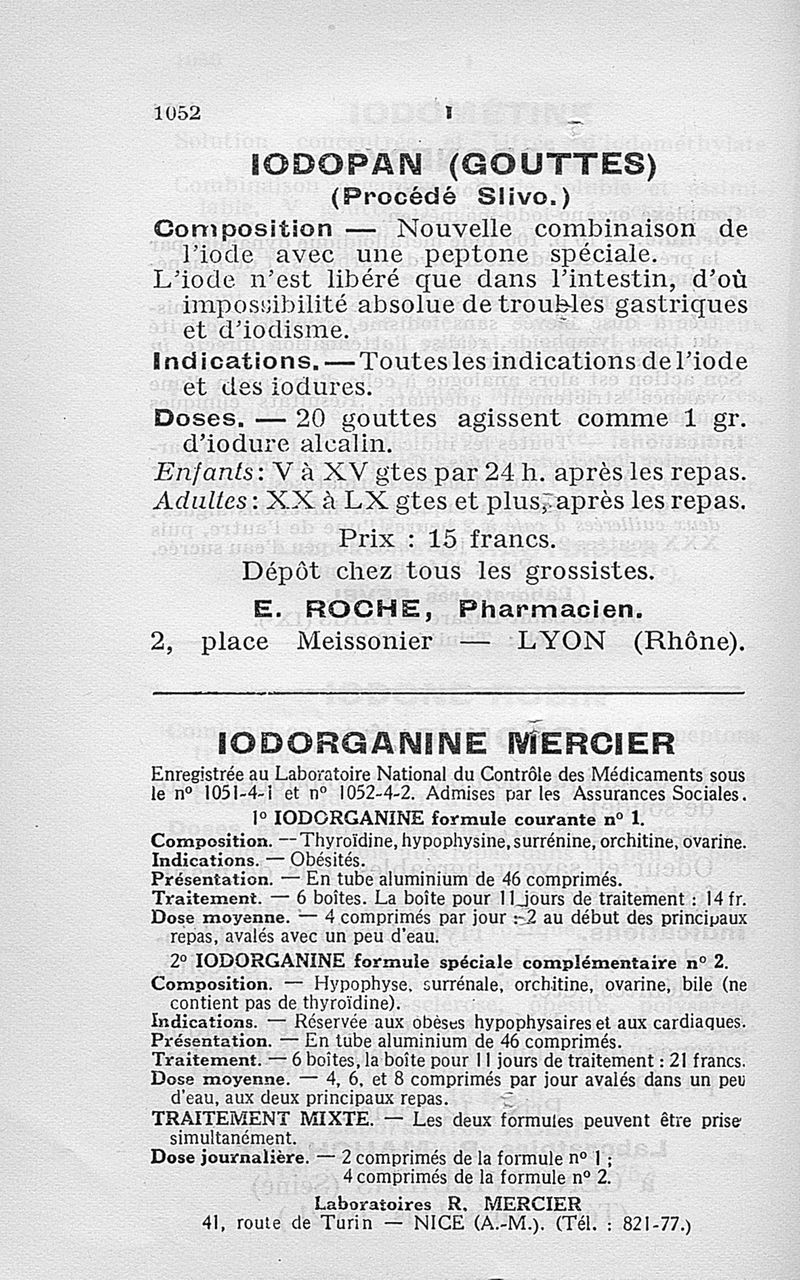 1052
I
IODOPAN (GOUTTES)
(Procédé Slivo.)
Composition — Nouvelle combinaison de
l'iode avec une peptone spéciale.
L'iode n'est libéré que dans l'intestin, d'où
impossibilité absolue de troubles gastriques
et d'iodisme.
Indications. — Toutes les indications de l'iode
et des iodures.
Doses. — 20 gouttes agissent comme 1 gr.
d'iodure alcalin.
Enfants : V à XV gtes par 24 h. après les repas.
Adultes : XX à LX gtes et plus, après les repas.
Prix : 15 francs.
Dépôt chez tous les grossistes.
E. ROCHE, Pharmacien.
2, place Meissonier — LYON (Rhône).
IODORGANINE MERCIER
Enregistrée au Laboratoire National du Contrôle des Médicaments sous
le nº 1051-4-1 et nº 1052-4-2. Admises par les Assurances Sociales.
1º IODORGANINE formule courante nº 1.
Composition. — Thyroïdine, hypophysine, surrénine, orchitine, ovarine.
Indications. — Obésités.
Présentation. — En tube aluminium de 46 comprimés.
Traitement. — 6 boîtes. La boîte pour 11 jours de traitement : 14 fr.
Dose moyenne. — 4 comprimés par jour : 2 au début des principaux
repas, avalés avec un peu d'eau.
2º IODORGANINE formule spéciale complémentaire nº 2.
Composition. — Hypophyse, surrénale, orchitine, ovarine, bile (ne
contient pas de thyroïdine).
Indications. — Réservée aux obèses hypophysaires et aux cardiaques.
Présentation. — En tube aluminium de 46 comprimés.
Traitement. — 6 boîtes, la boîte pour 11 jours de traitement : 21 francs.
Dose moyenne. — 4, 6, et 8 comprimés par jour avalés dans un peu
d'eau, aux deux principaux repas.
TRAITEMENT MIXTE. — Les deux formules peuvent être prise
simultanément.
Dose journalière. — 2 comprimés de la formule nº 1 ;
4 comprimés de la formule nº 2.
Laboratoires R. MERCIER
41, route de Turin — NICE (A.-M.). (Tél. : 821-77.)